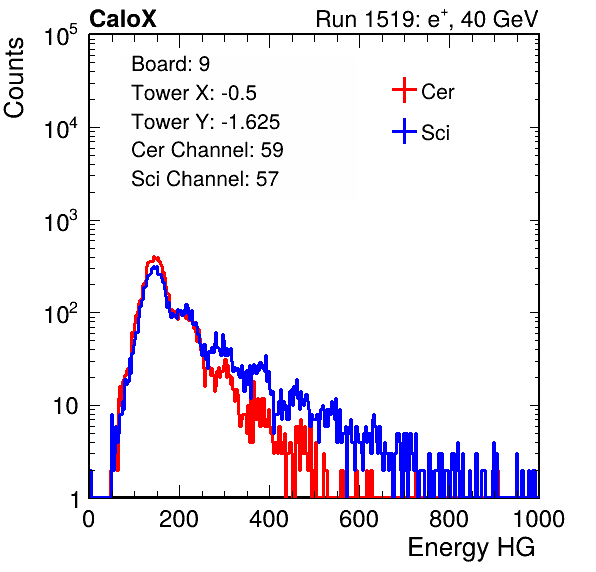 CaloX Run 1519: e⁺, 40 GeV
Counts
10⁵
10⁴
10³
10²
10
1
Board: 9
Tower X: -0.5
Tower Y: -1.625
Cer Channel: 59
Sci Channel: 57
Cer
Sci
0 200 400 600 800 1000
Energy HG